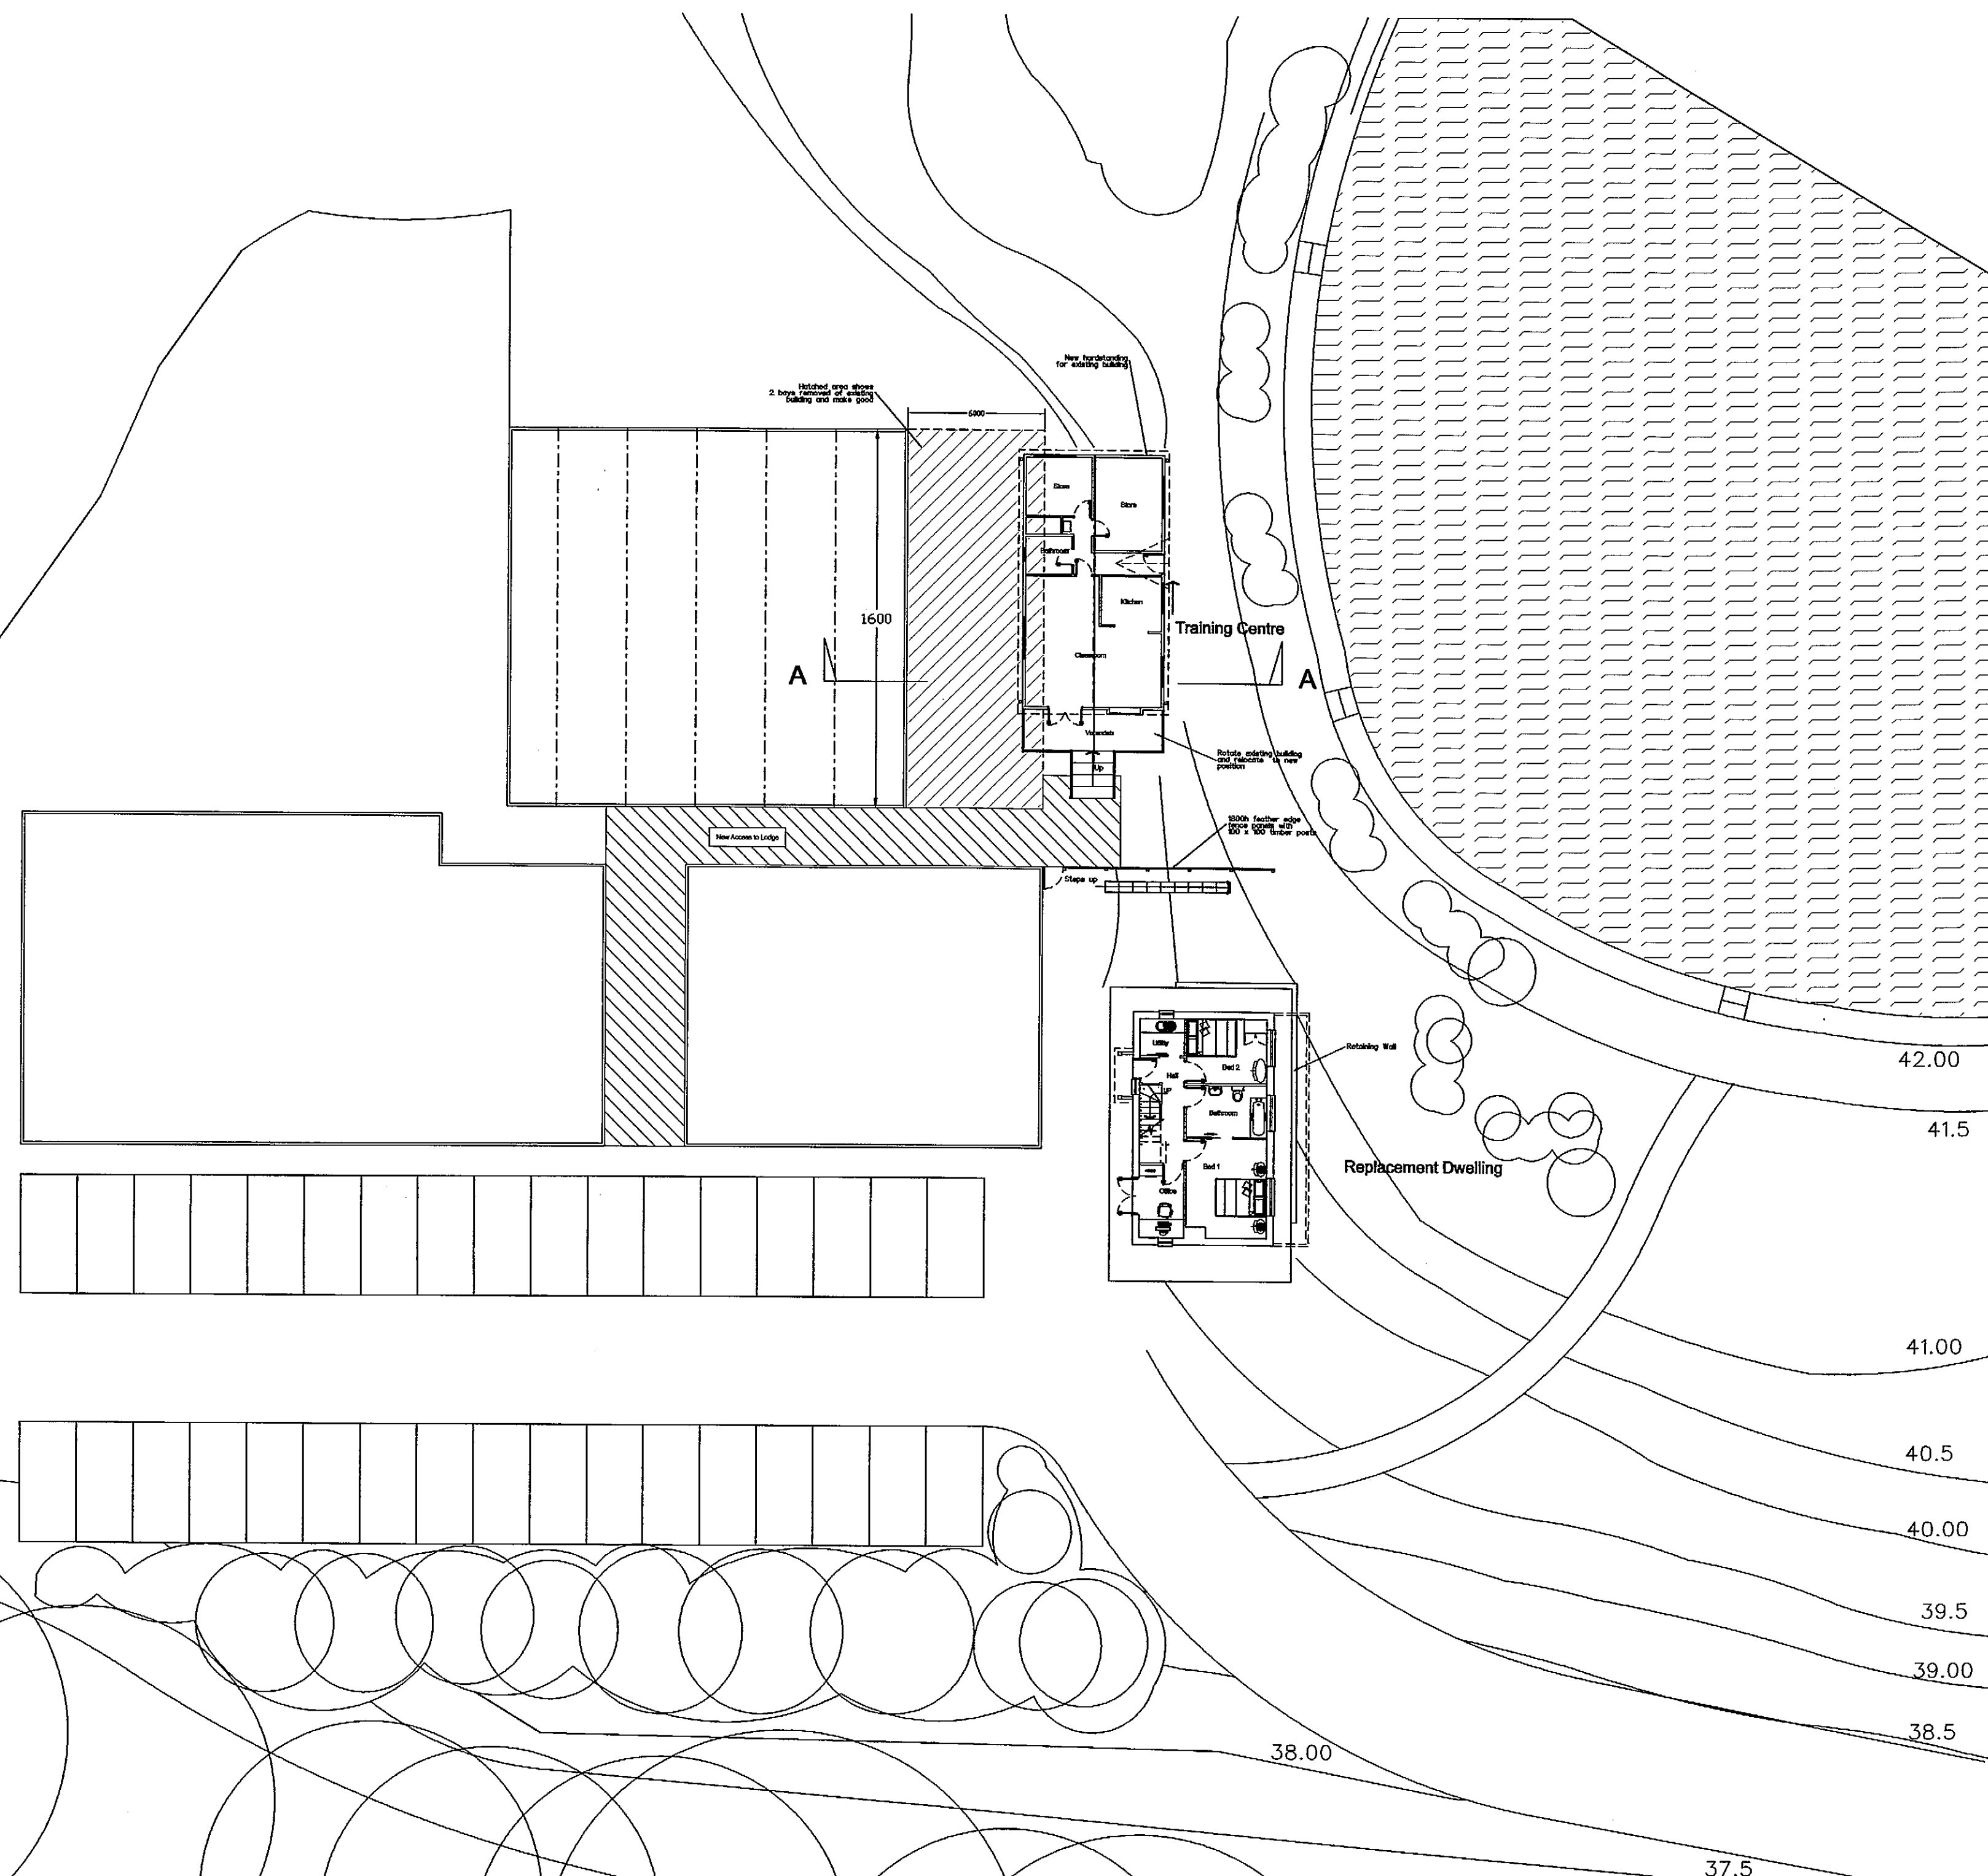 New hardstanding
for existing building
Hatched area shows
2 bays removed of existing
building and make good
6000
Store
Store
Bathroom
Kitchen
1600
Training Centre
Classroom
A
A
Verandah
Rotate existing building
and relocate to new
position
Up
1800h feather edge
fence panels with
100 x 100 timber posts
New Access to Lodge
Steps up
Utility
Retaining Wall
Bed 2
Hall
UP
42.00
Bathroom
41.5
Bed 1
Replacement Dwelling
Office
41.00
40.5
40.00
39.5
39.00
38.5
38.00
37.5